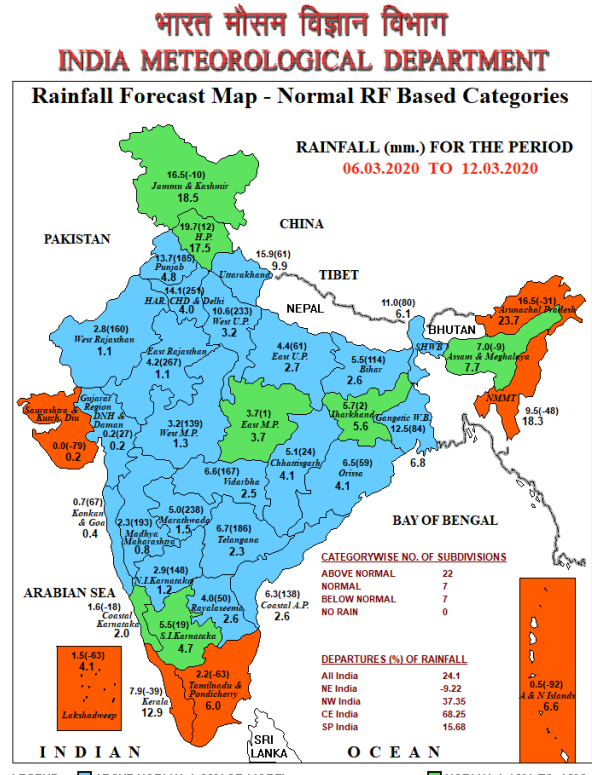 भारत मौसम विज्ञान विभाग
INDIA METEOROLOGICAL DEPARTMENT
Rainfall Forecast Map - Normal RF Based Categories
RAINFALL (mm.) FOR THE PERIOD
06.03.2020 TO 12.03.2020
16.5(-10)
Jammu & Kashmir
18.5
CHINA
19.7(12)
H.P.
17.5
PAKISTAN
13.7(185)
Punjab
4.8
15.9(61)
Uttarakhand
9.9
TIBET
14.1(251)
HAR. CHD & Delhi
4.0
NEPAL
10.6(233)
West U.P.
3.2
11.0(80)
6.1
SHWB
BHUTAN
16.5(-31)
Arunachal Pradesh
23.7
2.8(160)
West Rajasthan
1.1
East Rajasthan
4.2(267)
1.1
4.4(61)
East U.P.
2.7
5.5(114)
Bihar
2.6
7.0(-9)
Assam & Meghalaya
7.7
NMMT
9.5(-48)
18.3
Saurashtra &
Kutch, Diu
0.0(-79)
0.2
Gujarat
Region
DNH &
Daman
0.2(27)
0.2
3.2(139)
West M.P.
1.3
3.7(1)
East M.P.
3.7
5.7(2)
Jharkhand
5.6
Gangetic W.B.
12.5(84)
6.8
5.1(24)
Chhattisgarh
4.1
6.5(59)
Orissa
4.1
6.6(167)
Vidarbha
2.5
0.7(67)
Konkan
& Goa
0.4
2.3(193)
Madhya
Maharashtra
0.8
5.0(238)
Marathwada
1.5
6.7(186)
Telangana
2.3
BAY OF BENGAL
2.9(148)
N.I.Karnataka
1.2
4.0(50)
Rayalaseema
2.6
6.3(138)
Coastal A.P.
2.6
ARABIAN SEA
1.6(-18)
Coastal
Karnataka
2.0
5.5(19)
S.I.Karnataka
4.7
CATEGORYWISE NO. OF SUBDIVISIONS
ABOVE NORMAL 22
NORMAL 7
BELOW NORMAL 7
NO RAIN 0
1.5(-63)
4.1
Lakshadweep
7.9(-39)
Kerala
12.9
2.2(-63)
Tamilnadu &
Pondicherry
6.0
DEPARTURES (%) OF RAINFALL
All India 24.1
NE India -9.22
NW India 37.35
CE India 68.25
SP India 15.68
0.5(-92)
A & N Islands
6.6
SRI
LANKA
INDIAN OCEAN